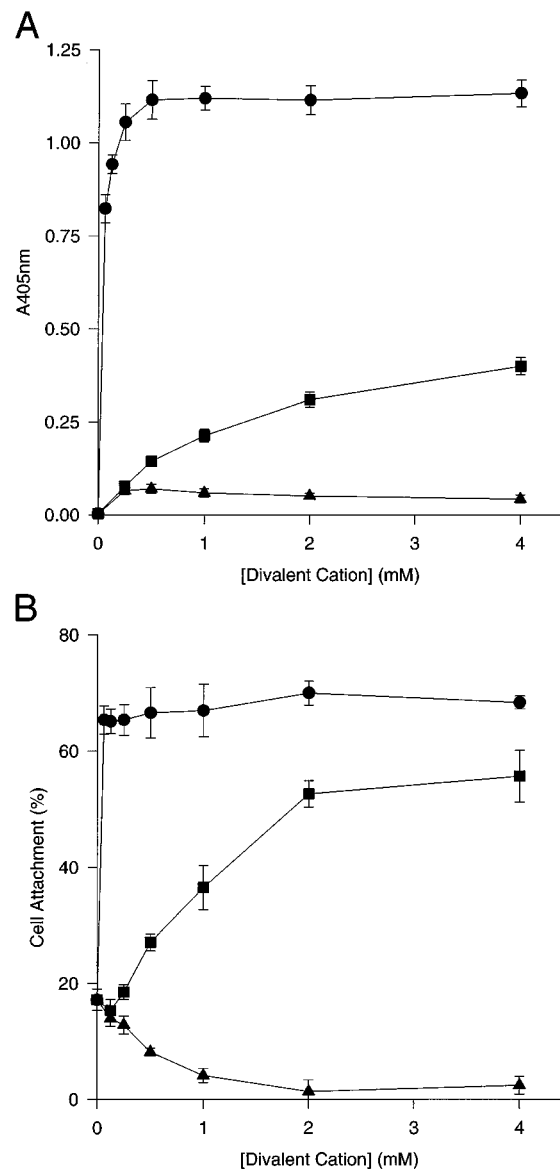 A
1.25
1.00
0.75
0.50
0.25
0.00
A405nm
0 1 2 3 4
[Divalent Cation] (mM)
B
80
60
40
20
0
Cell Attachment (%)
0 1 2 3 4
[Divalent Cation] (mM)